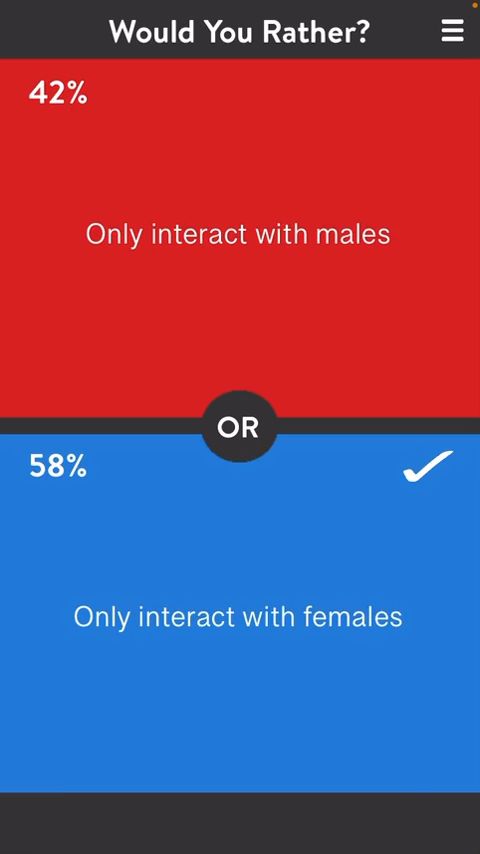 Would You Rather?
42%
Only interact with males
OR
58%
Only interact with females